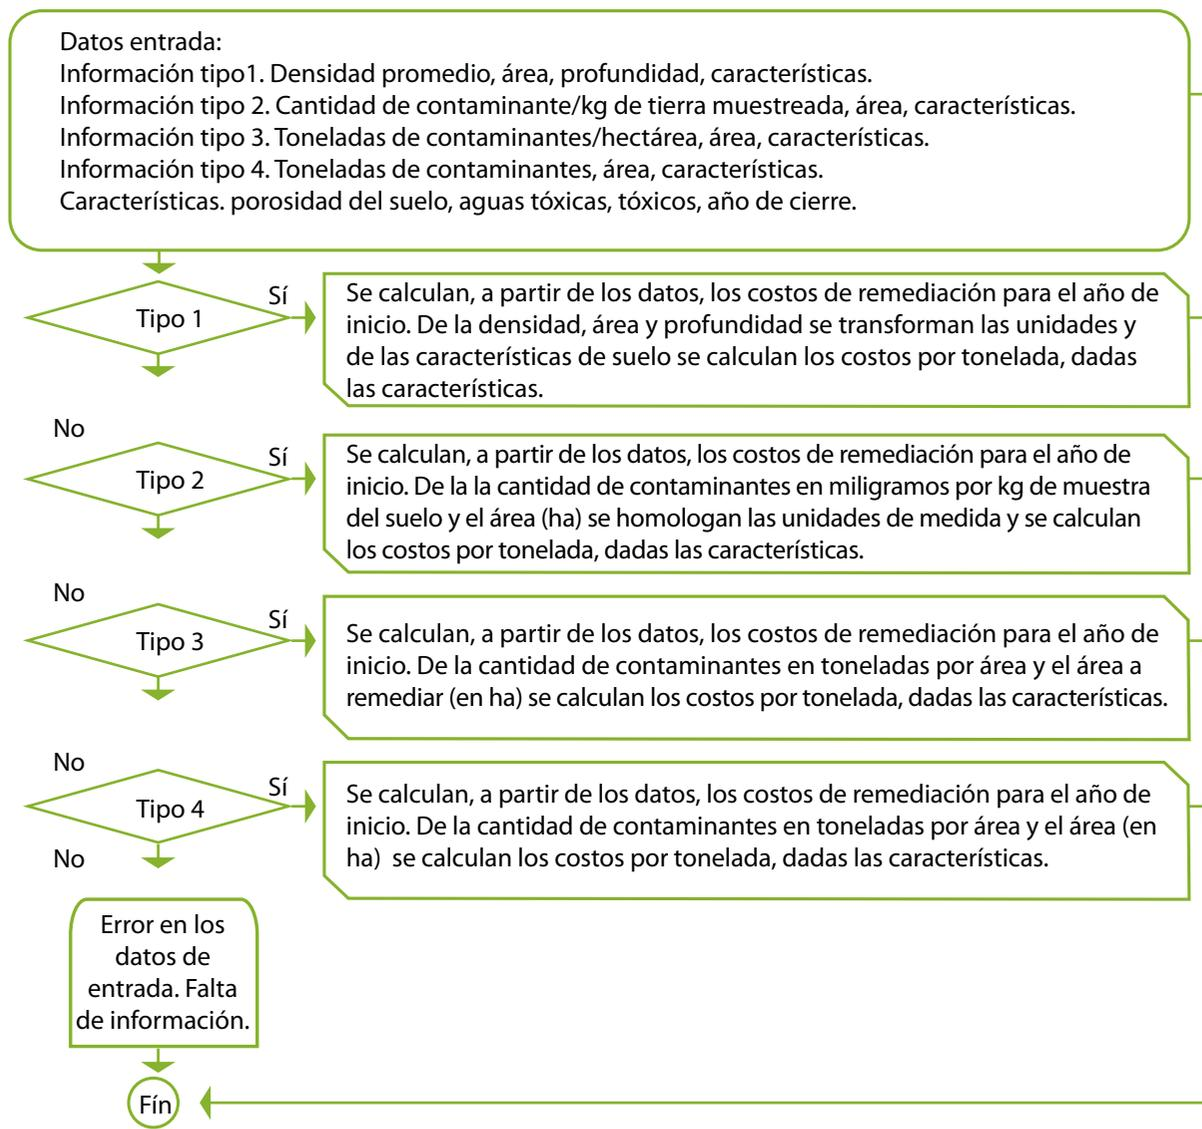 Datos entrada:
Información tipo1. Densidad promedio, área, profundidad, características.
Información tipo 2. Cantidad de contaminante/kg de tierra muestreada, área, características.
Información tipo 3. Toneladas de contaminantes/hectárea, área, características.
Información tipo 4. Toneladas de contaminantes, área, características.
Características. porosidad del suelo, aguas tóxicas, tóxicos, año de cierre.
Tipo 1
Sí
Se calculan, a partir de los datos, los costos de remediación para el año de
inicio. De la densidad, área y profundidad se transforman las unidades y
de las características de suelo se calculan los costos por tonelada, dadas
las características.
No
Tipo 2
Sí
Se calculan, a partir de los datos, los costos de remediación para el año de
inicio. De la la cantidad de contaminantes en miligramos por kg de muestra
del suelo y el área (ha) se homologan las unidades de medida y se calculan
los costos por tonelada, dadas las características.
No
Tipo 3
Sí
Se calculan, a partir de los datos, los costos de remediación para el año de
inicio. De la cantidad de contaminantes en toneladas por área y el área a
remediar (en ha) se calculan los costos por tonelada, dadas las características.
No
Tipo 4
Sí
Se calculan, a partir de los datos, los costos de remediación para el año de
inicio. De la cantidad de contaminantes en toneladas por área y el área (en
ha) se calculan los costos por tonelada, dadas las características.
No
Error en los
datos de
entrada. Falta
de información.
Fín